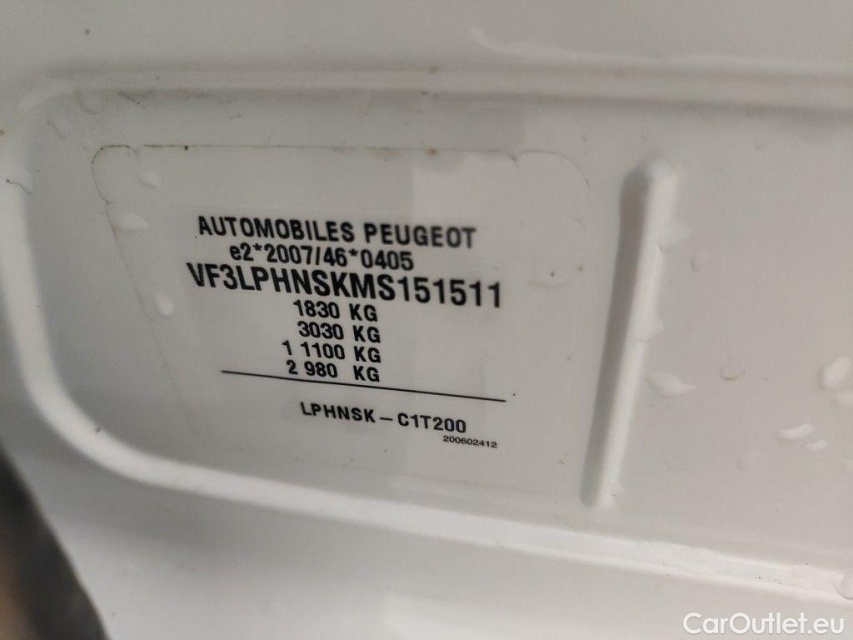 AUTOMOBILES PEUGEOT
e2*2007/46*0405
VF3LPHNSKMS151511
1830 KG
3030 KG
1 1100 KG
2 980 KG
LPHNSK-C1T200
200602412
CarOutlet.eu